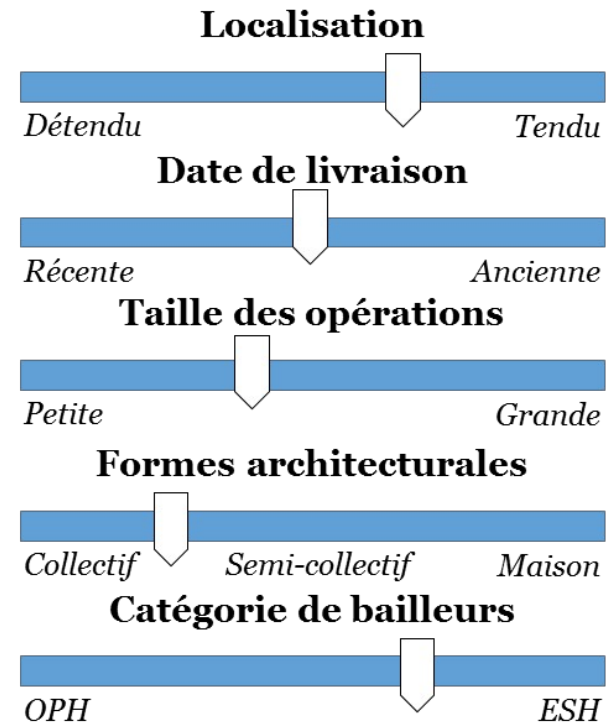 Localisation
Détendu Tendu
Date de livraison
Récente Ancienne
Taille des opérations
Petite Grande
Formes architecturales
Collectif Semi-collectif Maison
Catégorie de bailleurs
OPH ESH